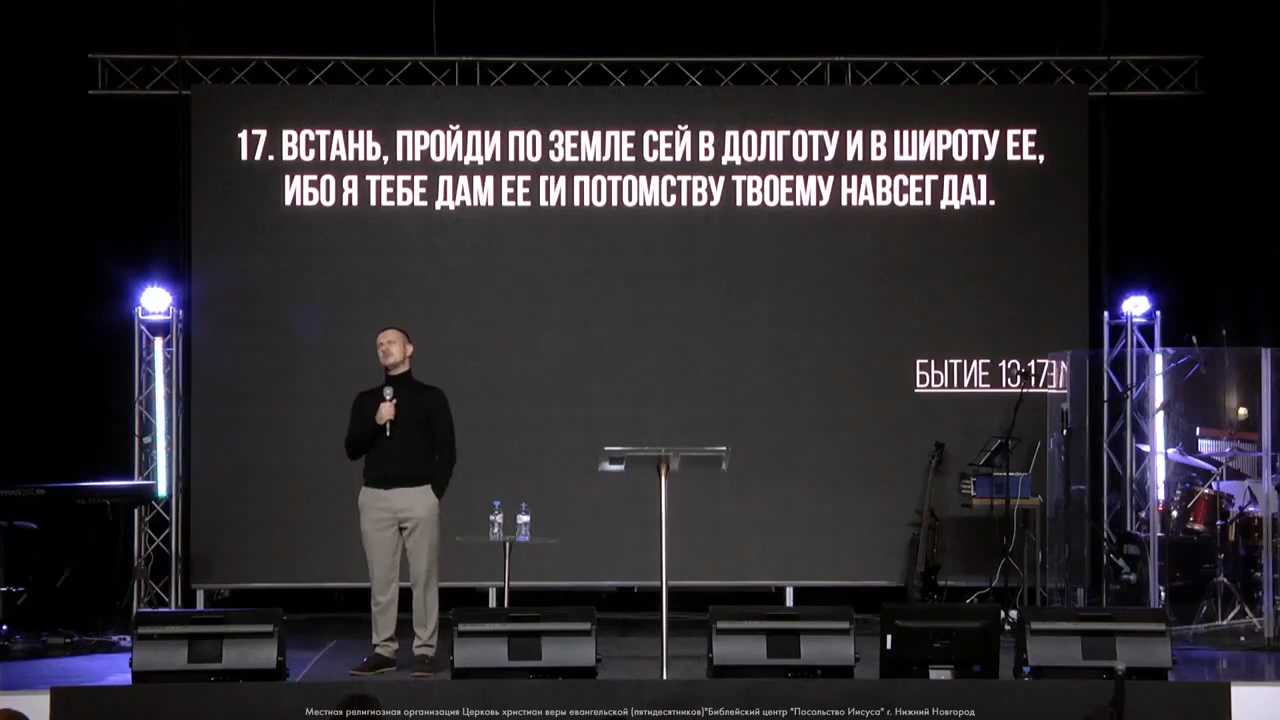 17. ВСТАНЬ, ПРОЙДИ ПО ЗЕМЛЕ СЕЙ В ДОЛГОТУ И В ШИРОТУ ЕЕ,
ИБО Я ТЕБЕ ДАМ ЕЕ [И ПОТОМСТВУ ТВОЕМУ НАВСЕГДА].
БЫТИЕ 13:17
Местная религиозная организация Церковь христиан веры евангельской (пятидесятников)"Библейский центр "Посольство Иисуса" г. Нижний Новгород